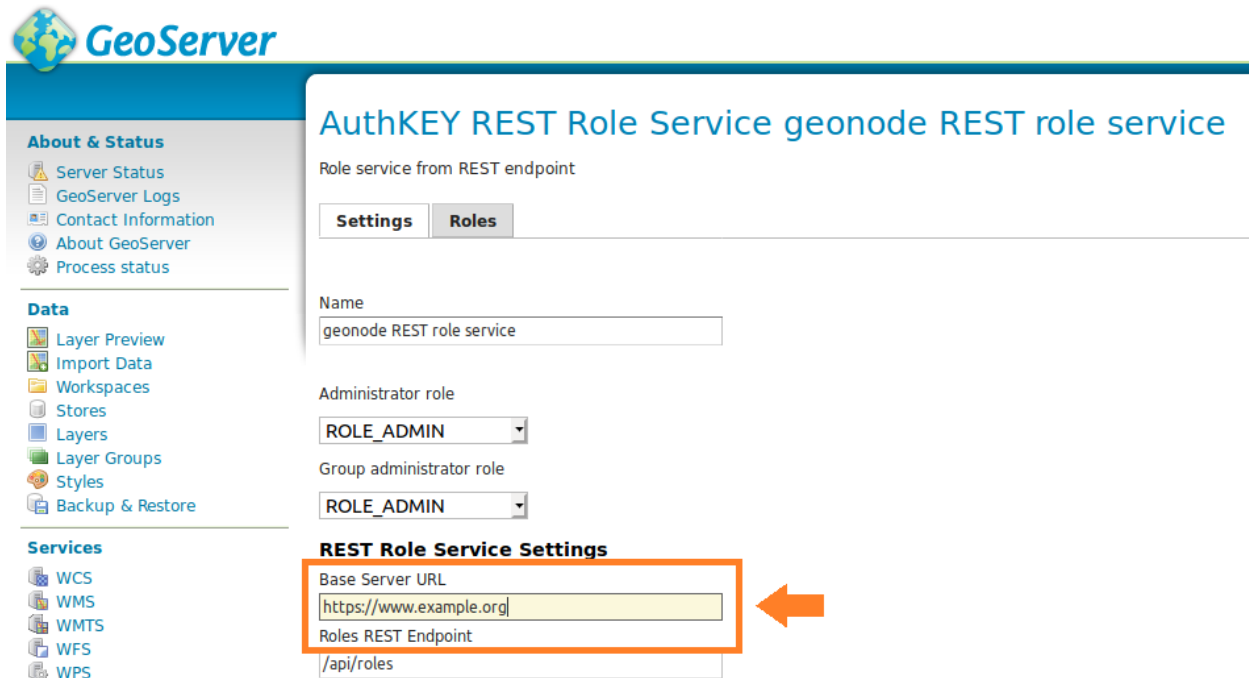 GeoServer
About & Status
Server Status
GeoServer Logs
Contact Information
About GeoServer
Process status
Data
Layer Preview
Import Data
Workspaces
Stores
Layers
Layer Groups
Styles
Backup & Restore
Services
WCS
WMS
WMTS
WFS
WPS
AuthKEY REST Role Service geonode REST role service
Role service from REST endpoint
Settings Roles
Name
geonode REST role service
Administrator role
ROLE_ADMIN
Group administrator role
ROLE_ADMIN
REST Role Service Settings
Base Server URL
https://www.example.org
Roles REST Endpoint
/api/roles